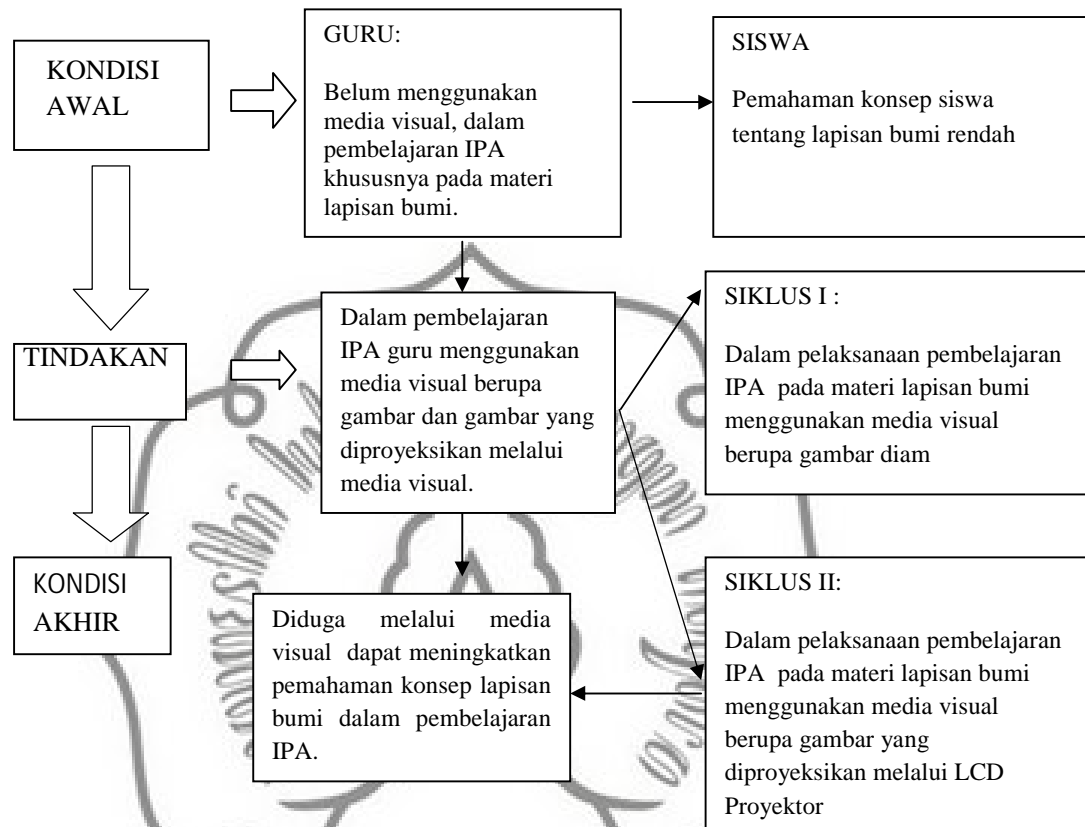 KONDISI
AWAL
GURU:
Belum menggunakan
media visual, dalam
pembelajaran IPA
khususnya pada materi
lapisan bumi.
SISWA
Pemahaman konsep siswa
tentang lapisan bumi rendah
TINDAKAN
Dalam pembelajaran
IPA guru menggunakan
media visual berupa
gambar dan gambar yang
diproyeksikan melalui
media visual.
SIKLUS I :
Dalam pelaksanaan pembelajaran
IPA pada materi lapisan bumi
menggunakan media visual
berupa gambar diam
KONDISI
AKHIR
Diduga melalui media
visual dapat meningkatkan
pemahaman konsep lapisan
bumi dalam pembelajaran
IPA.
SIKLUS II:
Dalam pelaksanaan pembelajaran
IPA pada materi lapisan bumi
menggunakan media visual
berupa gambar yang
diproyeksikan melalui LCD
Proyektor